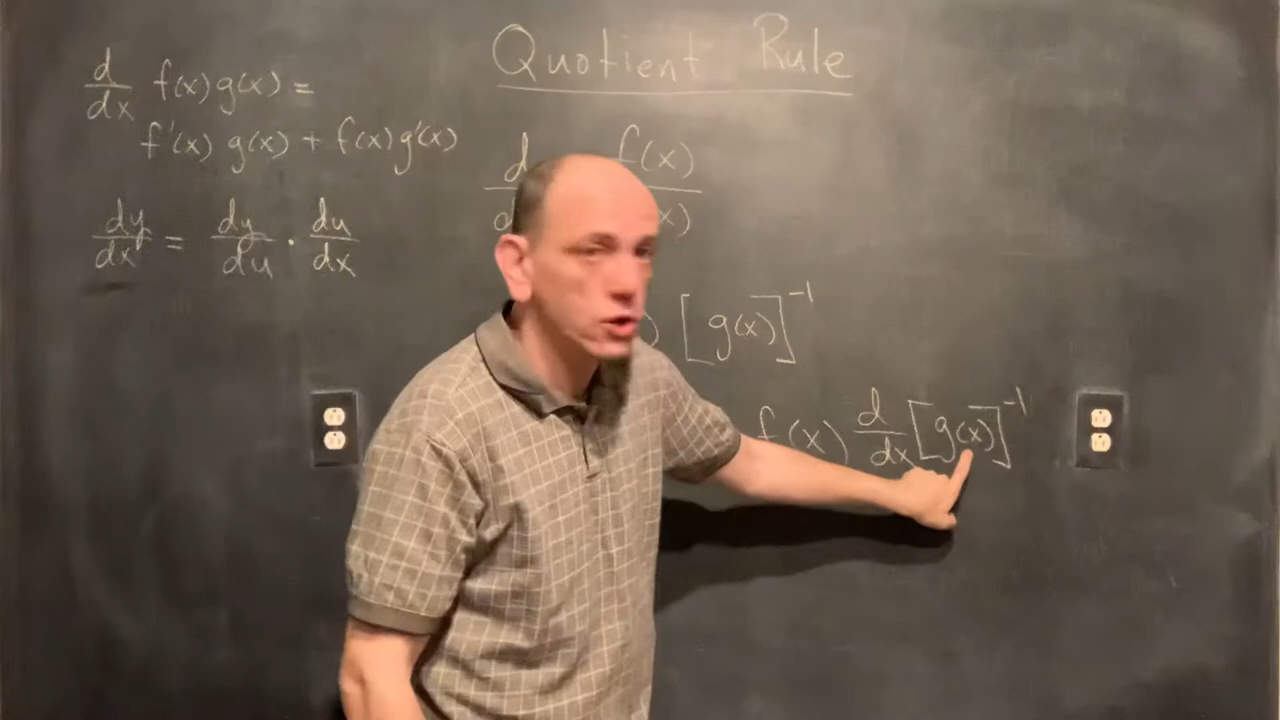 Quotient Rule
d/dx f(x) g(x) =
f'(x) g(x) + f(x) g'(x)
dy/dx = dy/du · du/dx
d f(x)
x)
) [g(x)]⁻¹
f(x) d/dx [g(x)]⁻¹